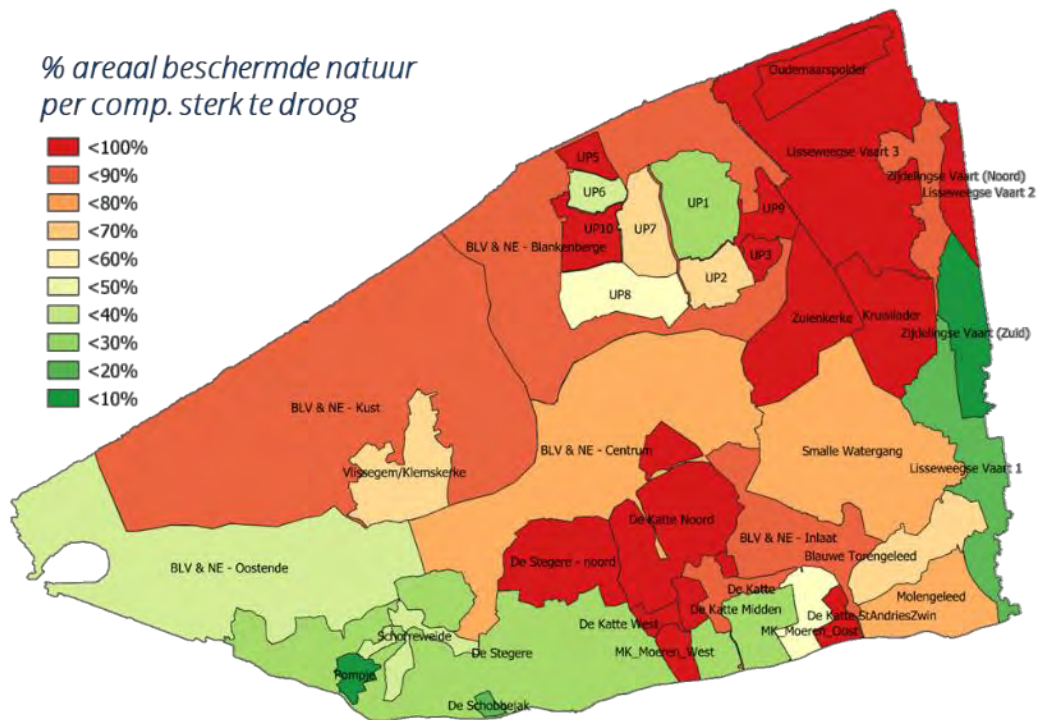 % areaal beschermde natuur
per comp. sterk te droog
<100%
<90%
<80%
<70%
<60%
<50%
<40%
<30%
<20%
<10%
Oudemaarspolder
Lisseweegse Vaart 3
Zijdelingse Vaart (Noord)
Lisseweegse Vaart 2
UP5
UP6
UP1
UP9
UP10
UP7
BLV & NE - Blankenberge
UP3
UP2
UP8
Zuienkerke
Kruisilader
Zijdelingse Vaart (Zuid)
BLV & NE - Kust
BLV & NE - Centrum
Smalle Watergang
Vlissegem/Klemskerke
Lisseweegse Vaart 1
De Katte Noord
BLV & NE - Inlaat
Blauwe Torengeleed
De Stegere - noord
BLV & NE - Oostende
De Katte
Molengeleed
De Katte Midden
De Katte-StAndriesZwin
De Katte West
MK_Moeren_Oost
Schorreweide
De Stegere
MK_Moeren_West
Pompje
De Schobbejak